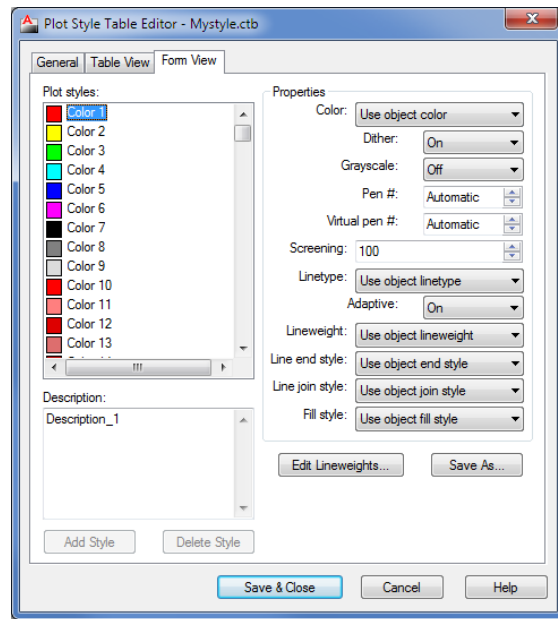 Plot Style Table Editor - Mystyle.ctb
General Table View Form View
Plot styles:
Color 1
Color 2
Color 3
Color 4
Color 5
Color 6
Color 7
Color 8
Color 9
Color 10
Color 11
Color 12
Color 13
Description:
Description_1
Add Style Delete Style
Properties
Color: Use object color
Dither: On
Grayscale: Off
Pen #: Automatic
Virtual pen #: Automatic
Screening: 100
Linetype: Use object linetype
Adaptive: On
Lineweight: Use object lineweight
Line end style: Use object end style
Line join style: Use object join style
Fill style: Use object fill style
Edit Lineweights... Save As...
Save & Close Cancel Help